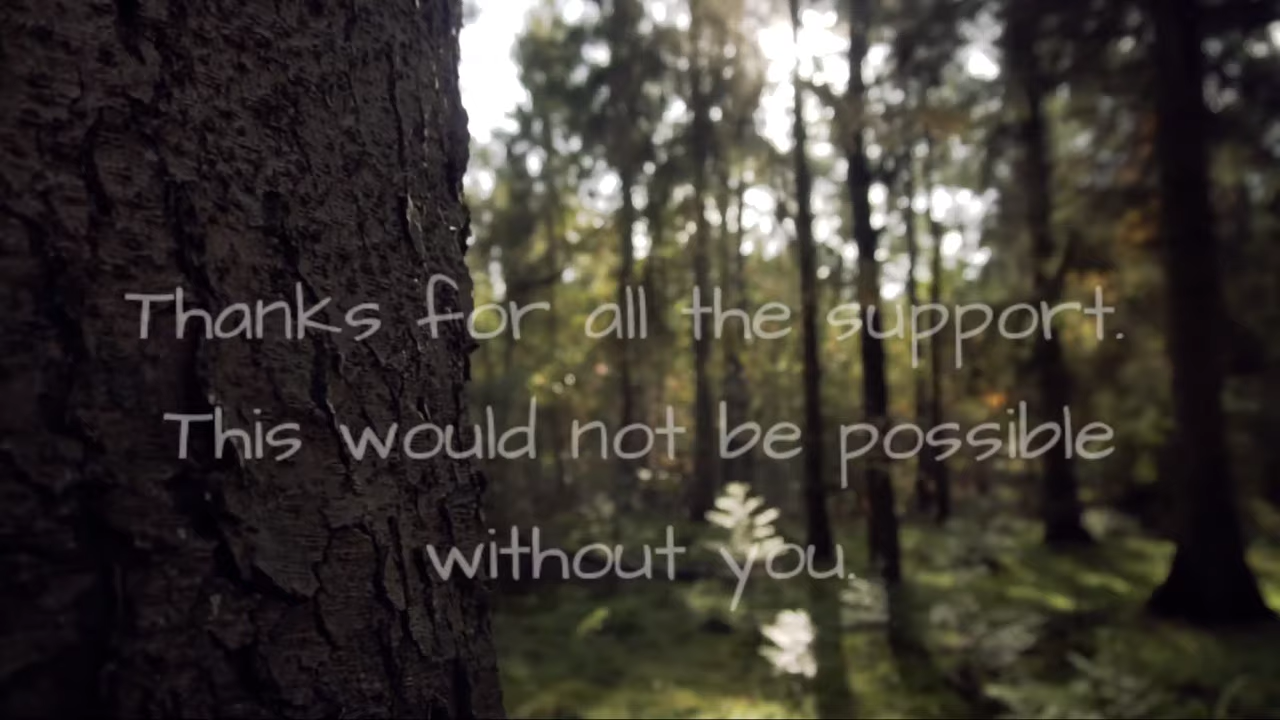 Thanks for all the support.
This would not be possible
without you.